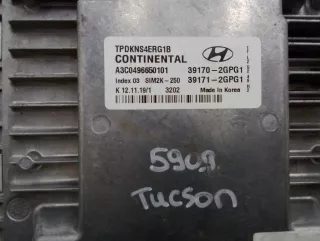 TPDKNS4ERG1B
CONTINENTAL HYUNDAI
A3C0496650101 39170-2GPG1
Index 03 SIM2K-250 39171-2GPG1
K 12.11.19/1 3202 Made in Korea
Tucson